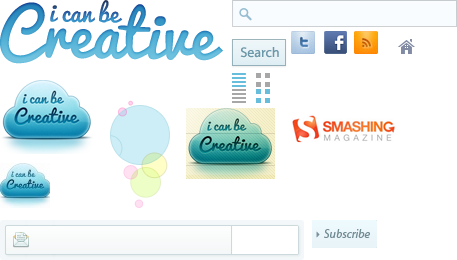 i can be
Creative
Search
i can be
Creative
i can be
Creative
SMASHING
MAGAZINE
i can be
Creative
Subscribe